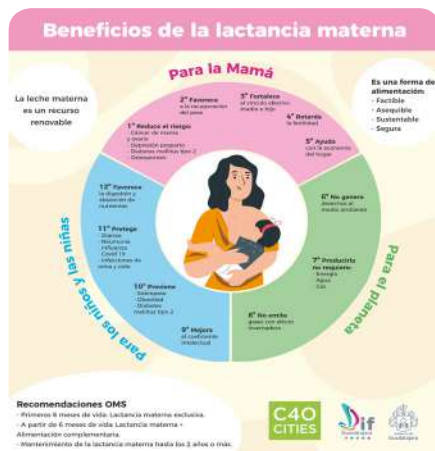 Beneficios de la lactancia materna
Para la Mamá
La leche materna
es un recurso
renovable
Es una forma de
alimentación:
- Factible
- Asequible
- Sustentable
- Segura
1° Reduce el riesgo
- Cáncer de mama
y ovario
- Depresión posparto
- Diabetes mellitus tipo 2
- Osteoporosis
2° Favorece
a la recuperación
del peso
3° Fortalece
el vínculo afectivo
madre e hijo
4° Retarda
la fertilidad
5° Ayuda
con la economía
del hogar
Para el planeta
6° No genera
desechos al
medio ambiente
7° Producirla
no requiere:
- Energía
- Agua
- Gas
8° No emite
gases con efecto
invernadero
para los niños y las niñas
9° Mejora
el coeficiente
intelectual
10° Previene
- Sobrepeso
- Obesidad
- Diabetes
mellitus tipo 2
11° Protege
- Diarrea
- Neumonía
- Influenza
- Covid 19
- Infecciones de
oído
12° Favorece
la digestión y
absorción de
nutrientes
Recomendaciones OMS
- Primeros 6 meses de vida: Lactancia materna exclusiva.
- A partir de 6 meses de vida: Lactancia materna +
Alimentación complementaria.
- Mantenimiento de la lactancia materna hasta los 2 años o más.
C40
CITIES
Dif
Guadalajara
Guadalajara